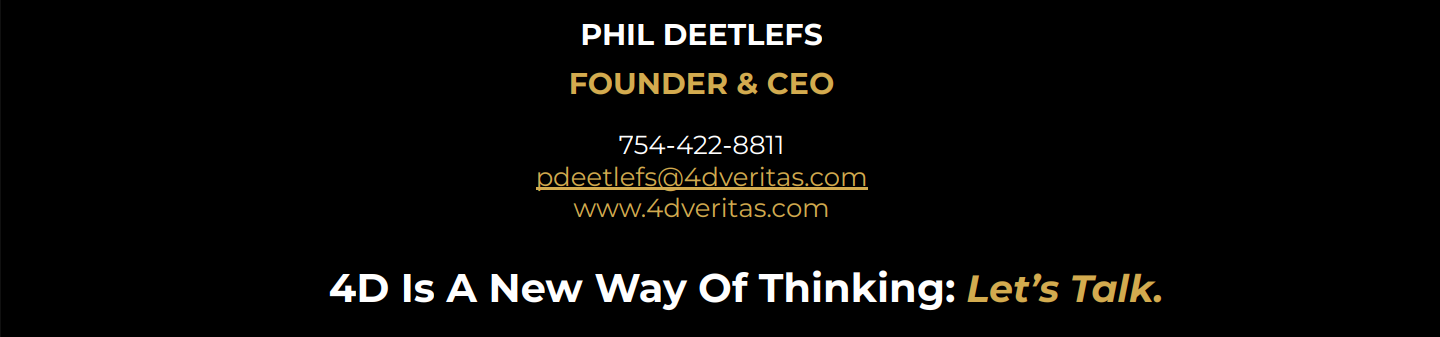 PHIL DEETLEFS
FOUNDER & CEO
754-422-8811
pdeetlefs@4dveritas.com
www.4dveritas.com
4D Is A New Way Of Thinking: Let’s Talk.